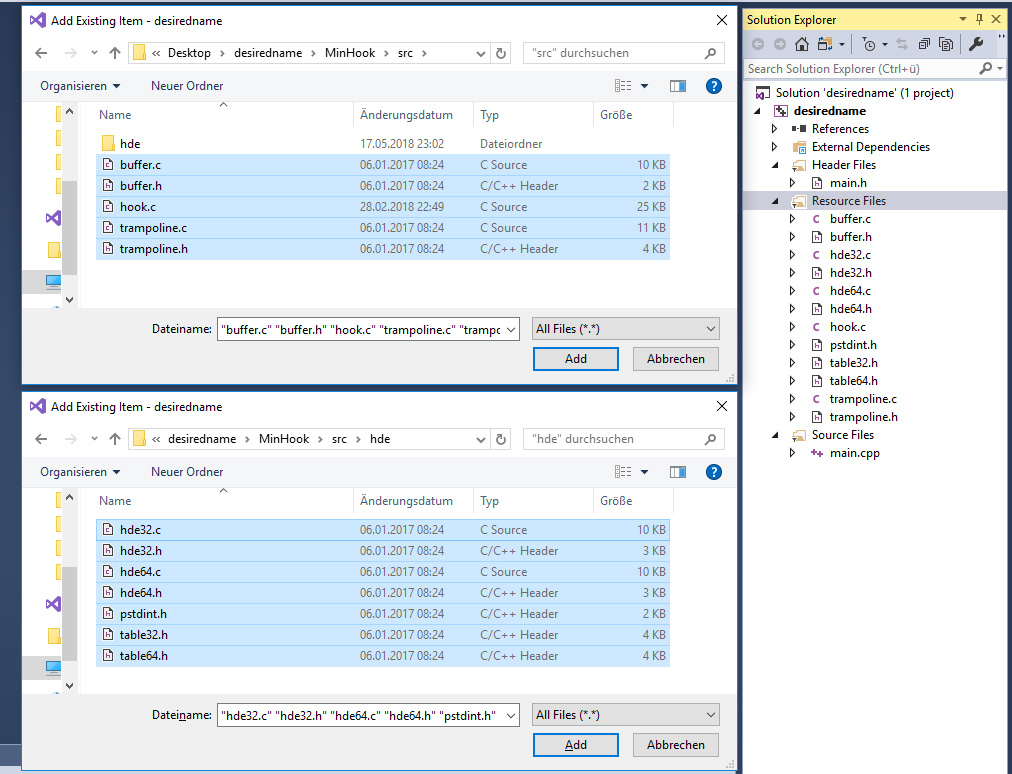 Add Existing Item - desiredname
« Desktop > desiredname > MinHook > src >
"src" durchsuchen
Organisieren Neuer Ordner
Name Änderungsdatum Typ Größe
hde 17.05.2018 23:02 Dateiordner
buffer.c 06.01.2017 08:24 C Source 10 KB
buffer.h 06.01.2017 08:24 C/C++ Header 2 KB
hook.c 28.02.2018 22:49 C Source 25 KB
trampoline.c 06.01.2017 08:24 C Source 11 KB
trampoline.h 06.01.2017 08:24 C/C++ Header 4 KB
Dateiname: "buffer.c" "buffer.h" "hook.c" "trampoline.c" "trampc
All Files (*.*)
Add Abbrechen
Add Existing Item - desiredname
« desiredname > MinHook > src > hde
"hde" durchsuchen
Organisieren Neuer Ordner
Name Änderungsdatum Typ Größe
hde32.c 06.01.2017 08:24 C Source 10 KB
hde32.h 06.01.2017 08:24 C/C++ Header 3 KB
hde64.c 06.01.2017 08:24 C Source 10 KB
hde64.h 06.01.2017 08:24 C/C++ Header 3 KB
pstdint.h 06.01.2017 08:24 C/C++ Header 2 KB
table32.h 06.01.2017 08:24 C/C++ Header 4 KB
table64.h 06.01.2017 08:24 C/C++ Header 4 KB
Dateiname: "hde32.c" "hde32.h" "hde64.c" "hde64.h" "pstdint.h"
All Files (*.*)
Add Abbrechen
Solution Explorer
Search Solution Explorer (Ctrl+ü)
Solution 'desiredname' (1 project)
desiredname
References
External Dependencies
Header Files
main.h
Resource Files
buffer.c
buffer.h
hde32.c
hde32.h
hde64.c
hde64.h
hook.c
pstdint.h
table32.h
table64.h
trampoline.c
trampoline.h
Source Files
main.cpp